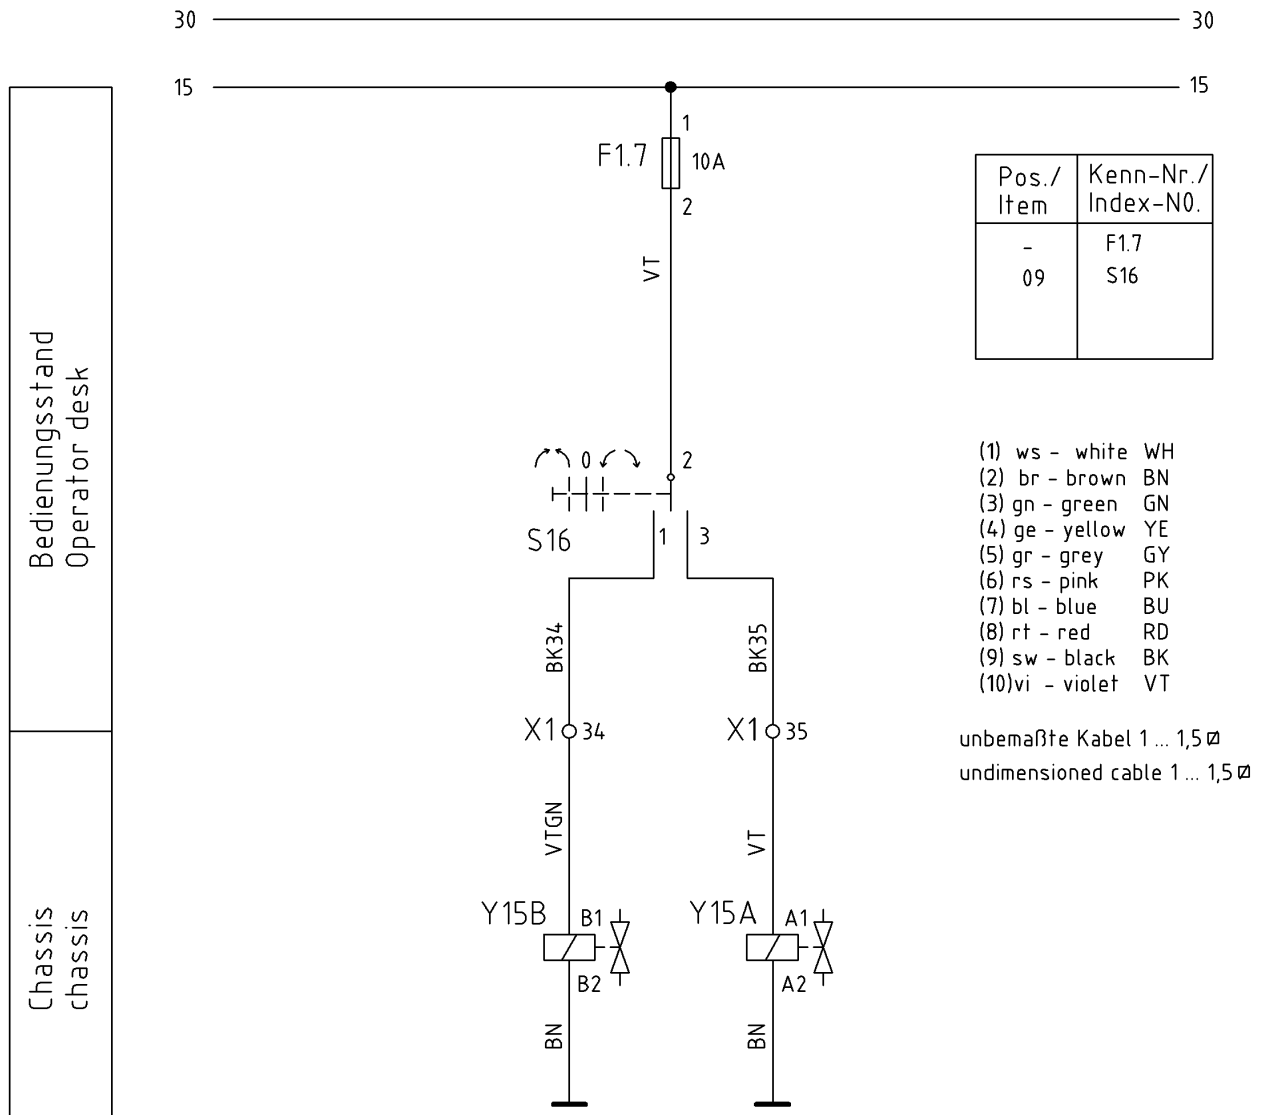 30 30
15 15
1
F1.7 10A
2
VT
Pos./ Kenn-Nr./
Item Index-N0.
- F1.7
09 S16
Bedienungsstand
Operator desk
0 2
S16 1 3
(1) ws - white WH
(2) br - brown BN
(3) gn - green GN
(4) ge - yellow YE
(5) gr - grey GY
(6) rs - pink PK
(7) bl - blue BU
(8) rt - red RD
(9) sw - black BK
(10)vi - violet VT
BK34 BK35
X1 34 X1 35
unbemaßte Kabel 1 ... 1,5
undimensioned cable 1 ... 1,5
VTGN VT
Chassis
chassis
Y15B B1 Y15A A1
B2 A2
BN BN